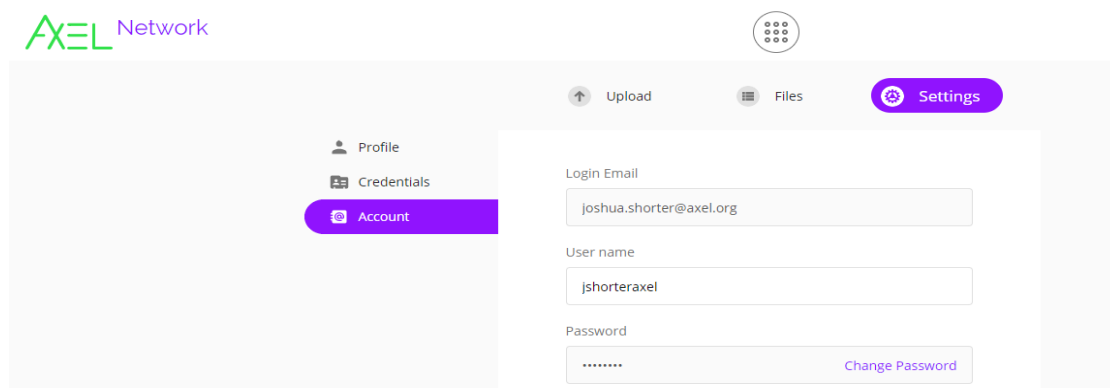 AXEL Network
Upload Files Settings
Profile
Credentials
Account
Login Email
joshua.shorter@axel.org
User name
jshorteraxel
Password
•••••••• Change Password